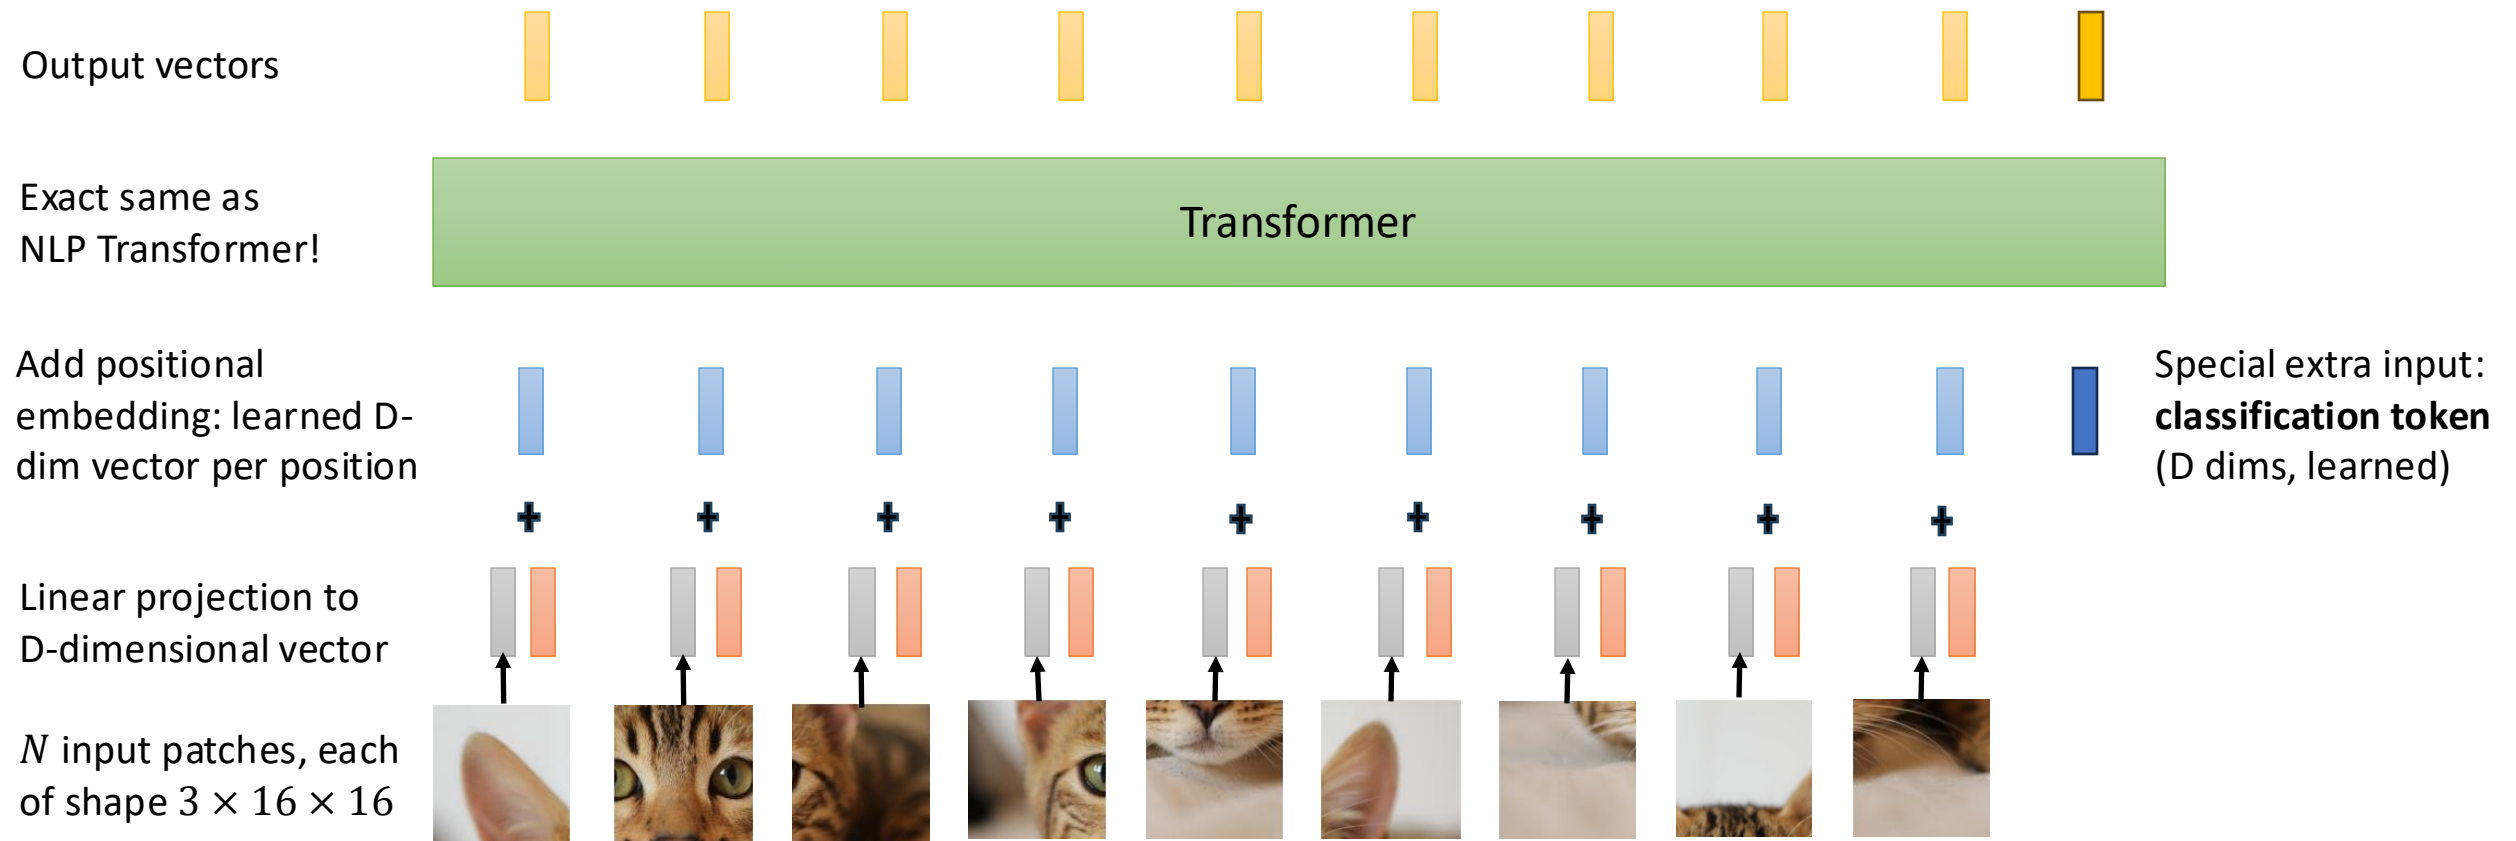 Output vectors
Exact same as
NLP Transformer!
Transformer
Add positional
embedding: learned D-
dim vector per position
Special extra input:
classification token
(D dims, learned)
Linear projection to
D-dimensional vector
N input patches, each
of shape 3 × 16 × 16